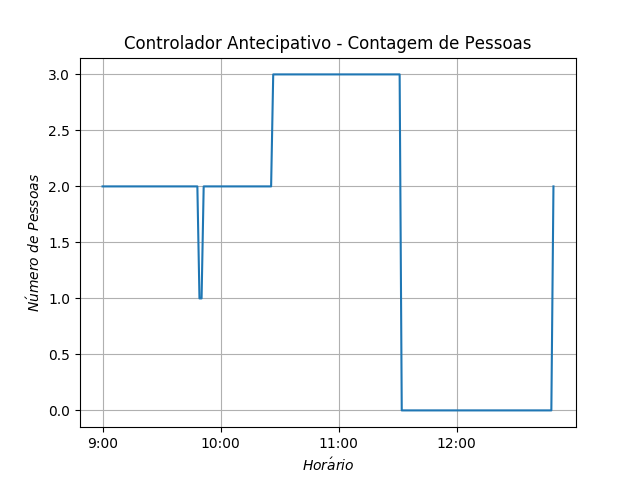 Controlador Antecipativo - Contagem de Pessoas
3.0
2.5
2.0
1.5
1.0
0.5
0.0
Número de Pessoas
9:00 10:00 11:00 12:00
Horário